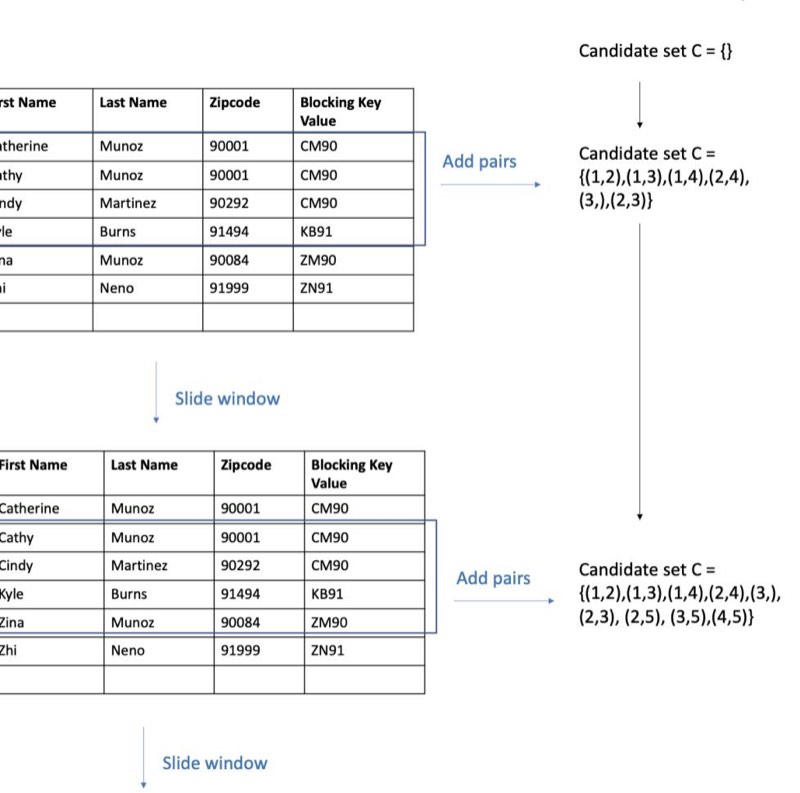 Candidate set C = {}
rst Name Last Name Zipcode Blocking Key Value
atherine Munoz 90001 CM90
athy Munoz 90001 CM90
ndy Martinez 90292 CM90
le Burns 91494 KB91
na Munoz 90084 ZM90
i Neno 91999 ZN91
Add pairs
Candidate set C =
{(1,2),(1,3),(1,4),(2,4),
(3,),(2,3)}
Slide window
First Name Last Name Zipcode Blocking Key Value
Catherine Munoz 90001 CM90
Cathy Munoz 90001 CM90
Cindy Martinez 90292 CM90
Kyle Burns 91494 KB91
Zina Munoz 90084 ZM90
Zhi Neno 91999 ZN91
Add pairs
Candidate set C =
{(1,2),(1,3),(1,4),(2,4),(3,),
(2,3), (2,5), (3,5),(4,5)}
Slide window